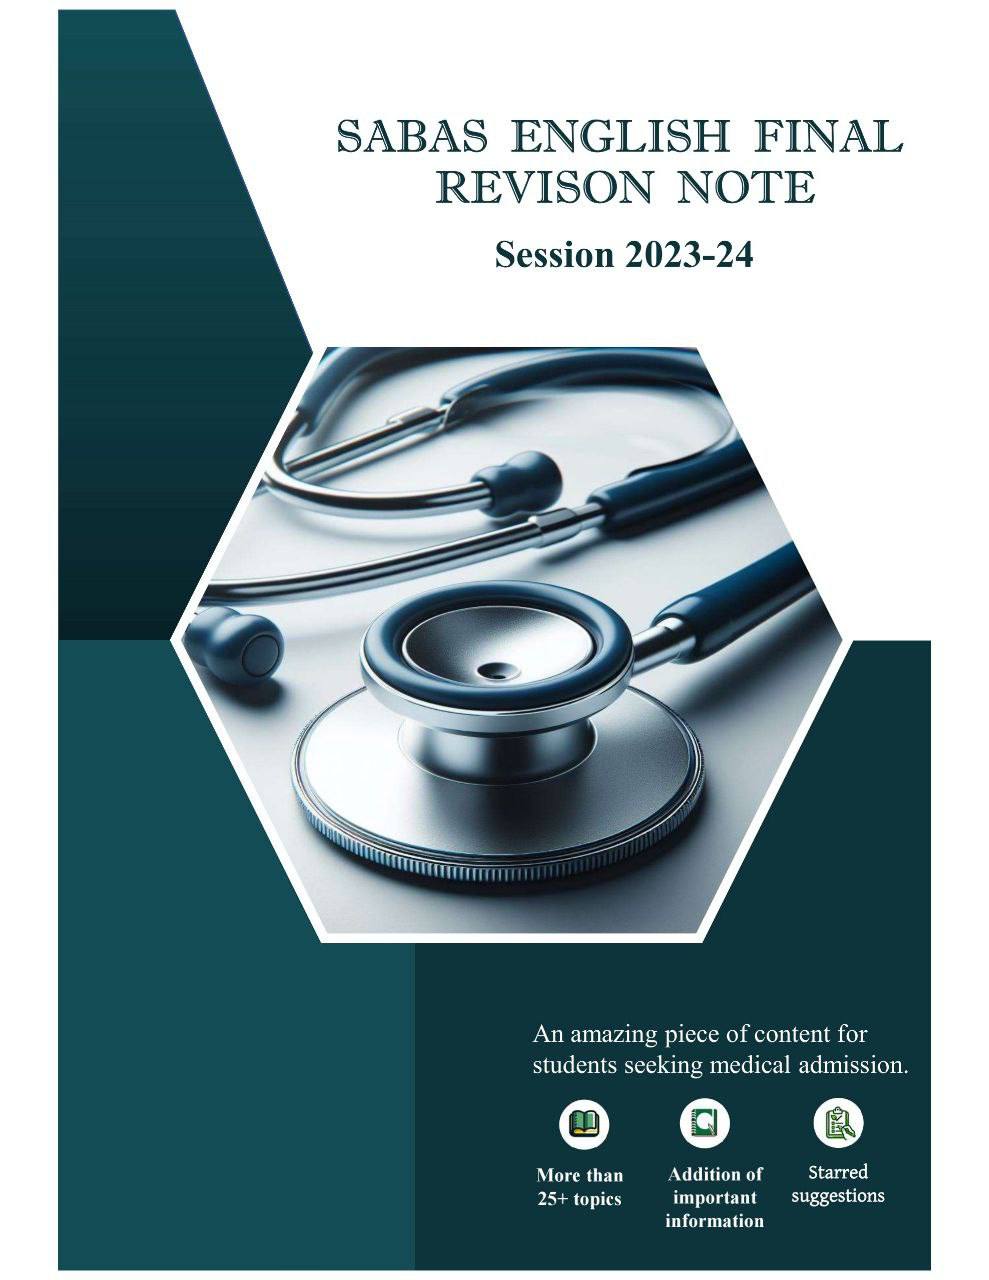 SABAS ENGLISH FINAL
REVISON NOTE
Session 2023-24
An amazing piece of content for
students seeking medical admission.
More than
25+ topics
Addition of
important
information
Starred
suggestions